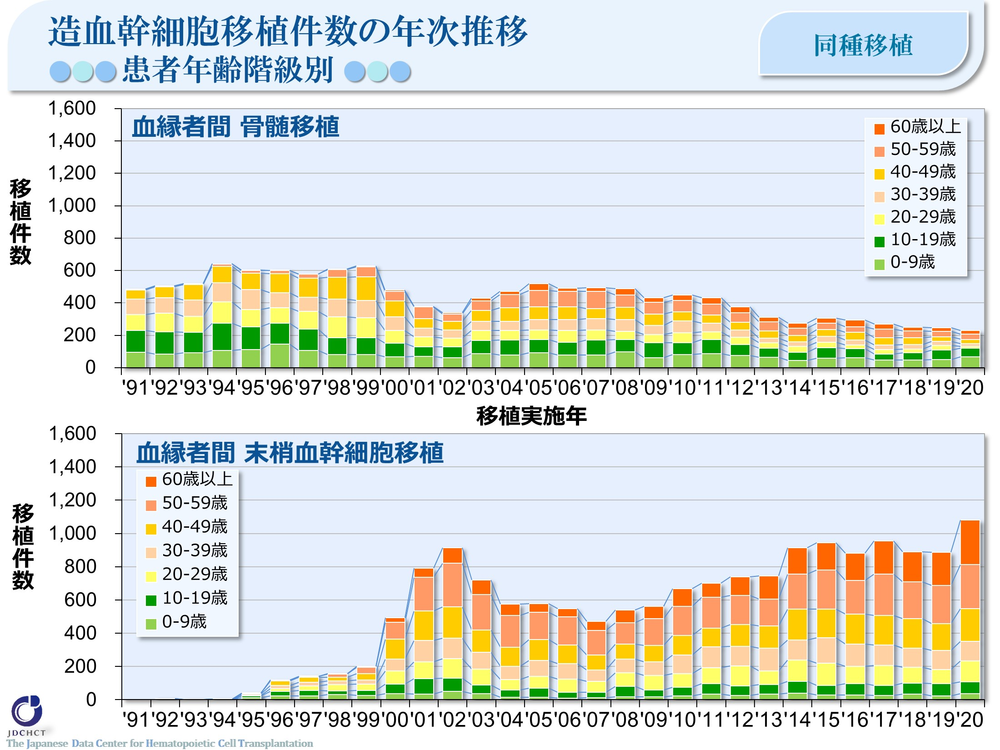 造血幹細胞移植件数の年次推移
患者年齢階級別
同種移植
血縁者間 骨髄移植
移植件数
1,600
1,400
1,200
1,000
800
600
400
200
0
60歳以上
50-59歳
40-49歳
30-39歳
20-29歳
10-19歳
0-9歳
'91 '92 '93 '94 '95 '96 '97 '98 '99 '00 '01 '02 '03 '04 '05 '06 '07 '08 '09 '10 '11 '12 '13 '14 '15 '16 '17 '18 '19 '20
移植実施年
血縁者間 末梢血幹細胞移植
移植件数
1,600
1,400
1,200
1,000
800
600
400
200
0
60歳以上
50-59歳
40-49歳
30-39歳
20-29歳
10-19歳
0-9歳
'91 '92 '93 '94 '95 '96 '97 '98 '99 '00 '01 '02 '03 '04 '05 '06 '07 '08 '09 '10 '11 '12 '13 '14 '15 '16 '17 '18 '19 '20
JDCHCT
The Japanese Data Center for Hematopoietic Cell Transplantation